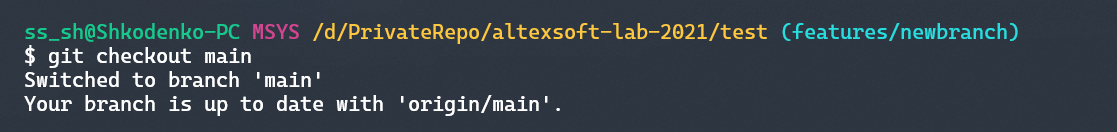 ss_sh@Shkodenko-PC MSYS /d/PrivateRepo/altexsoft-lab-2021/test (features/newbranch)
$ git checkout main
Switched to branch 'main'
Your branch is up to date with 'origin/main'.